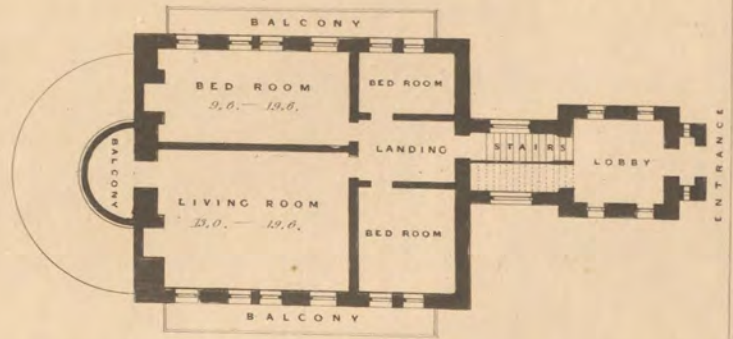 BALCONY
BED ROOM
9.6. — 19.6.
BED ROOM
LANDING
STAIRS
LOBBY
ENTRANCE
BALCONY
LIVING ROOM
13.0. — 19.6.
BED ROOM
BALCONY